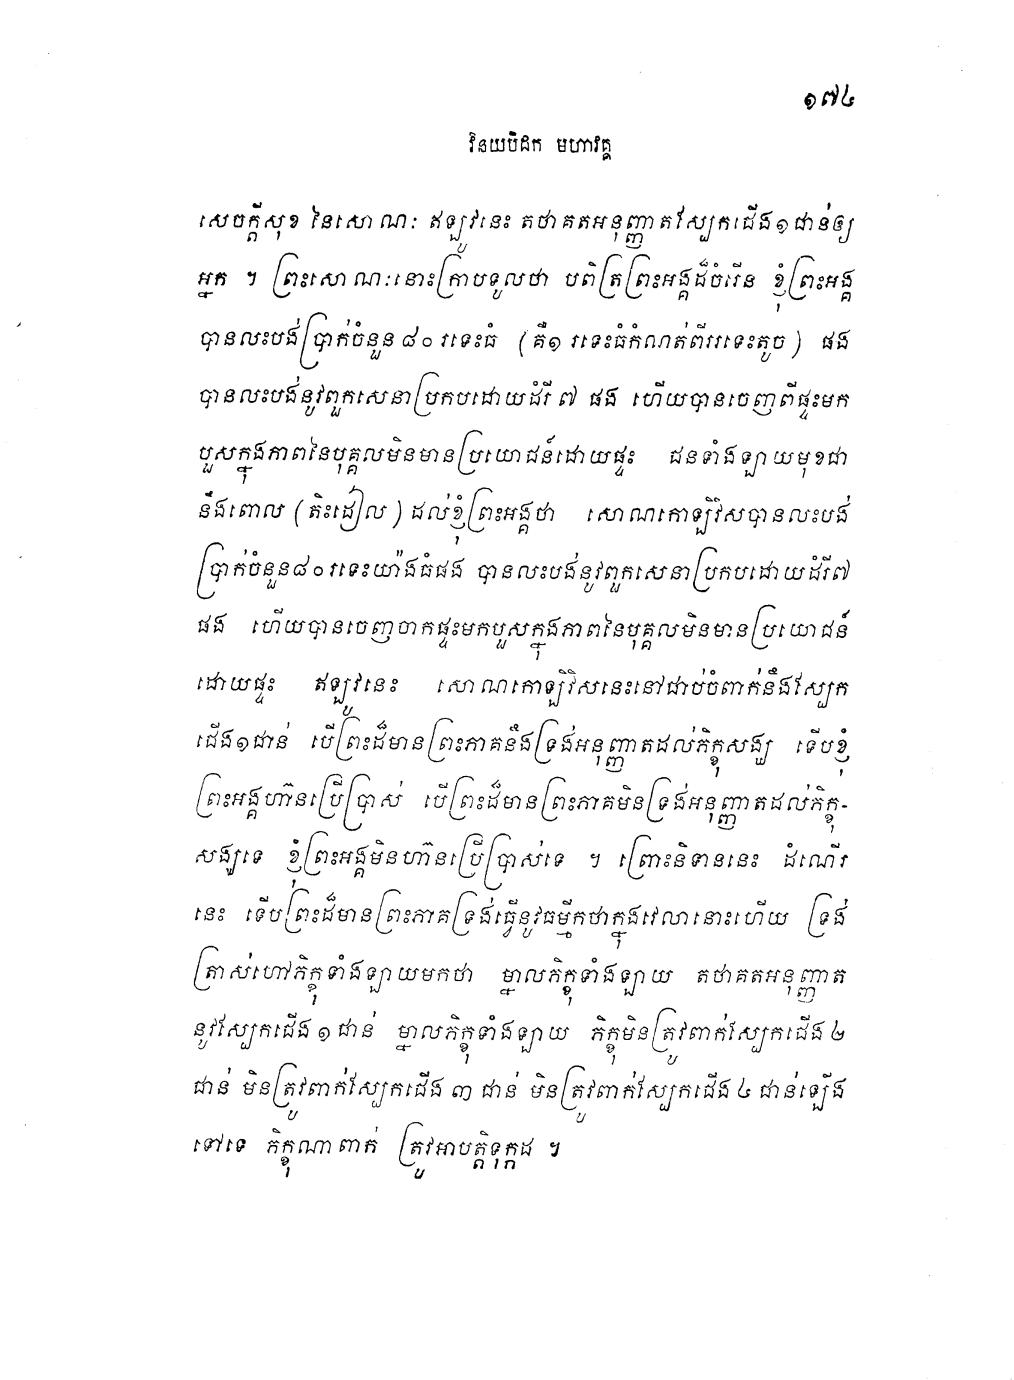 ១៧៤
វិនយបិដក មហាវគ្គ
សេចក្តីសុខ នៃសោណៈ ឥឡូវនេះ តថាគតអនុញ្ញាតស្បែកជើង១ជាន់ឲ្យ
អ្នក ។ ព្រះសោណៈនោះក្រាបទូលថា បពិត្រព្រះអង្គដ៏ចំរើន ខ្ញុំព្រះអង្គ
បានលះបង់ប្រាក់ចំនួន ៨០ រទេះធំ (គឺ១ រទេះធំកំណត់ពីររទេះតូច) ផង
បានលះបង់នូវពួកសេនាប្រកបដោយដំរី ៧ ផង ហើយបានចេញពីផ្ទះមក
បួសក្នុងភាពនៃបុគ្គលមិនមានប្រយោជន៍ដោយផ្ទះ ជនទាំងឡាយមុខជា
នឹងពោល (តិះដៀល) ដល់ខ្ញុំព្រះអង្គថា សោណកោឡិវិសបានលះបង់
ប្រាក់ចំនួន៨០រទេះយ៉ាងធំផង បានលះបង់នូវពួកសេនាប្រកបដោយដំរី៧
ផង ហើយបានចេញចាកផ្ទះមកបួសក្នុងភាពនៃបុគ្គលមិនមានប្រយោជន៍
ដោយផ្ទះ ឥឡូវនេះ សោណកោឡិវិសនេះនៅជាប់ចំពាក់នឹងស្បែក
ជើង១ជាន់ បើព្រះដ៏មានព្រះភាគនឹងទ្រង់អនុញ្ញាតដល់ភិក្ខុសង្ឃ ទើបខ្ញុំ
ព្រះអង្គហ៊ានប្រើប្រាស់ បើព្រះដ៏មានព្រះភាគមិនទ្រង់អនុញ្ញាតដល់ភិក្ខុ-
សង្ឃទេ ខ្ញុំព្រះអង្គមិនហ៊ានប្រើប្រាស់ទេ ។ ព្រោះនិទាននេះ ដំណើរ
នេះ ទើបព្រះដ៏មានព្រះភាគទ្រង់ធ្វើនូវធម្មីកថាក្នុងវេលានោះហើយ ទ្រង់
ត្រាស់ហៅភិក្ខុទាំងឡាយមកថា ម្នាលភិក្ខុទាំងឡាយ តថាគតអនុញ្ញាត
នូវស្បែកជើង ១ ជាន់ ម្នាលភិក្ខុទាំងឡាយ ភិក្ខុមិនត្រូវពាក់ស្បែកជើង ២
ជាន់ មិនត្រូវពាក់ស្បែកជើង ៣ ជាន់ មិនត្រូវពាក់ស្បែកជើង ៤ ជាន់ឡើង
ទៅទេ ភិក្ខុណាពាក់ ត្រូវអាបត្តិទុក្កដ ។